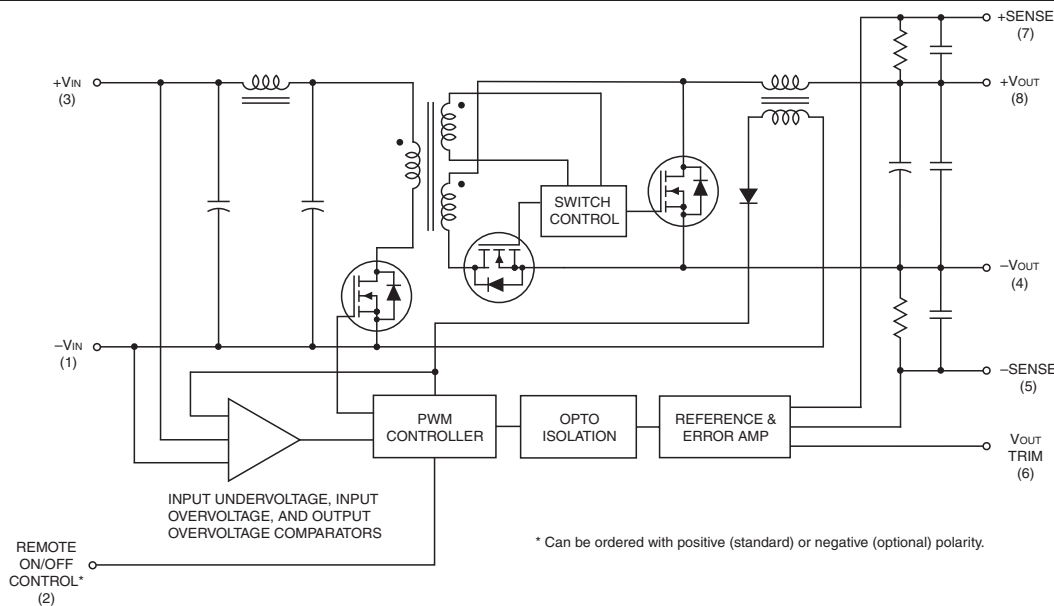 +SENSE
(7)
+VIN
(3)
+VOUT
(8)
SWITCH
CONTROL
−VOUT
(4)
−VIN
(1)
−SENSE
(5)
PWM
CONTROLLER
OPTO
ISOLATION
REFERENCE &
ERROR AMP
VOUT
TRIM
(6)
INPUT UNDERVOLTAGE, INPUT
OVERVOLTAGE, AND OUTPUT
OVERVOLTAGE COMPARATORS
REMOTE
ON/OFF
CONTROL*
(2)
* Can be ordered with positive (standard) or negative (optional) polarity.